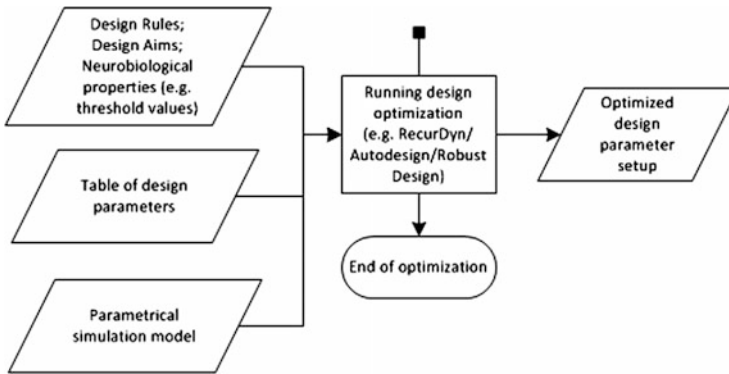 Design Rules;
Design Aims;
Neurobiological
properties (e.g.
threshold values)
Table of design
parameters
Parametrical
simulation model
Running design
optimization
(e.g. RecurDyn/
Autodesign/Robust
Design)
End of optimization
Optimized
design
parameter
setup